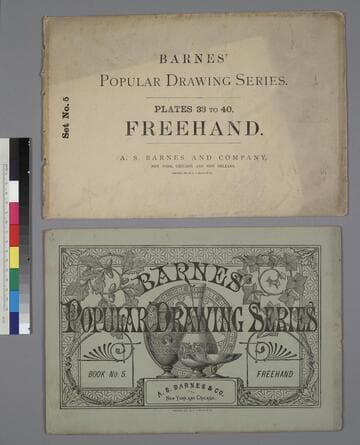 Set No. 5
BARNES'
POPULAR DRAWING SERIES.
PLATES 33 TO 40.
FREEHAND.
A. S. BARNES AND COMPANY,
NEW YORK, CHICAGO, AND NEW ORLEANS.
BARNES'
POPULAR DRAWING SERIES
BOOK No. 5.
FREEHAND
A. S. BARNES & CO.
NEW YORK AND CHICAGO.